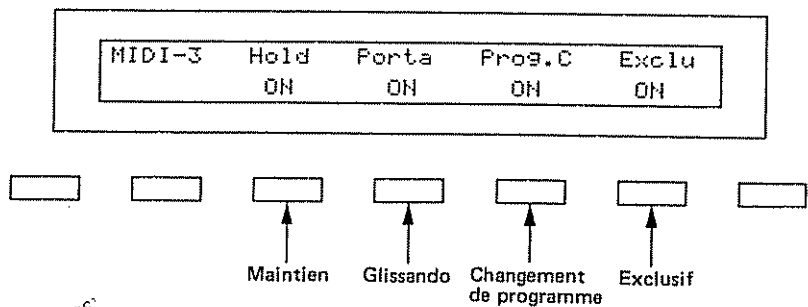 MIDI-3 Hold Porta Prog.C Exclu
ON ON ON ON
Maintien Glissando Changement de programme Exclusif